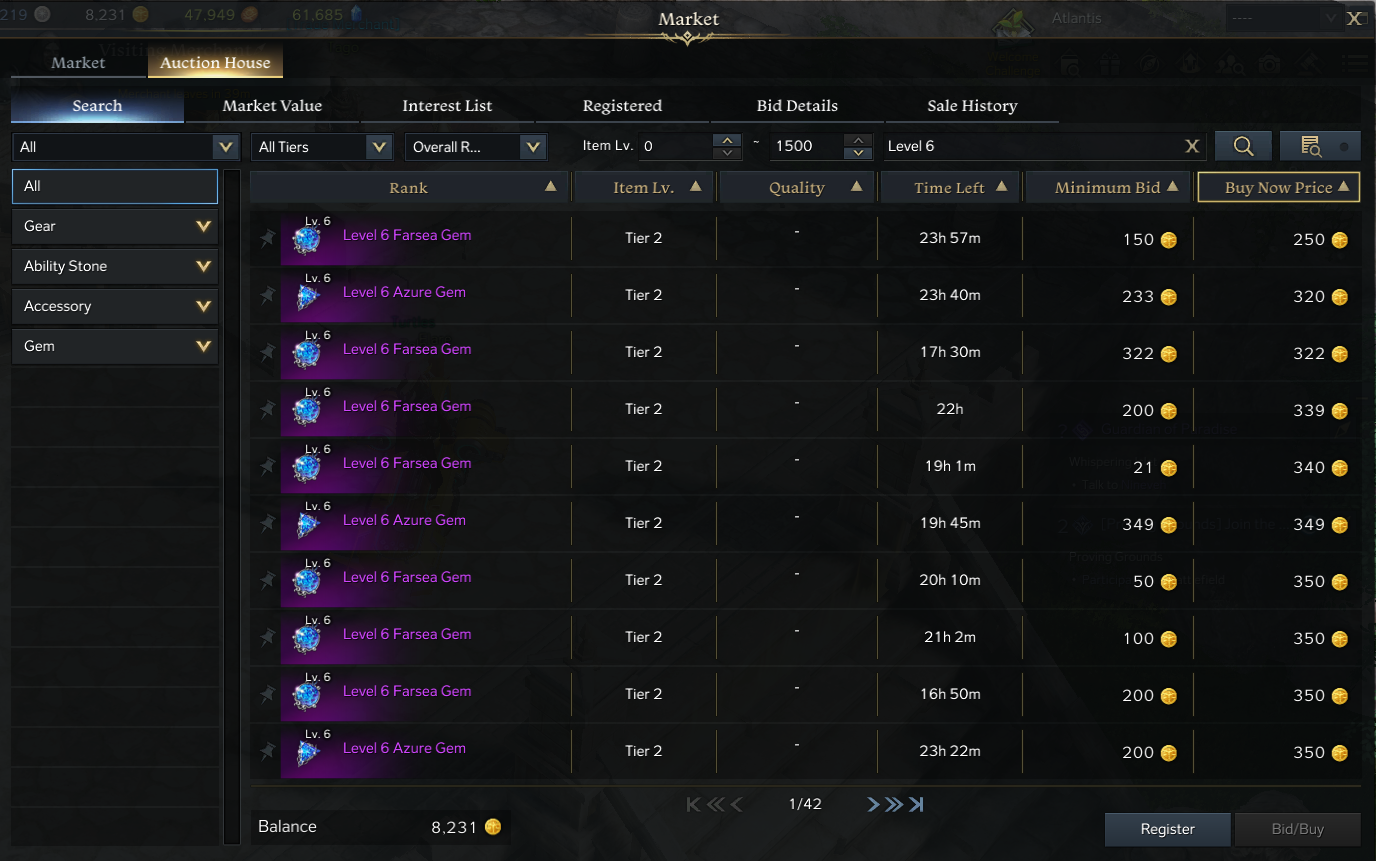 219 8,231 47,949 61,685
Market
Atlantis ----
X
Market Auction House
Search Market Value Interest List Registered Bid Details Sale History
All All Tiers Overall R... Item Lv. 0 ~ 1500 Level 6 X
All
Gear
Ability Stone
Accessory
Gem
Rank Item Lv. Quality Time Left Minimum Bid Buy Now Price
Lv. 6 Level 6 Farsea Gem Tier 2 - 23h 57m 150 250
Lv. 6 Level 6 Azure Gem Tier 2 - 23h 40m 233 320
Lv. 6 Level 6 Farsea Gem Tier 2 - 17h 30m 322 322
Lv. 6 Level 6 Farsea Gem Tier 2 - 22h 200 339
Lv. 6 Level 6 Farsea Gem Tier 2 - 19h 1m 21 340
Lv. 6 Level 6 Azure Gem Tier 2 - 19h 45m 349 349
Lv. 6 Level 6 Farsea Gem Tier 2 - 20h 10m 50 350
Lv. 6 Level 6 Farsea Gem Tier 2 - 21h 2m 100 350
Lv. 6 Level 6 Farsea Gem Tier 2 - 16h 50m 200 350
Lv. 6 Level 6 Azure Gem Tier 2 - 23h 22m 200 350
1/42
Balance 8,231
Register Bid/Buy